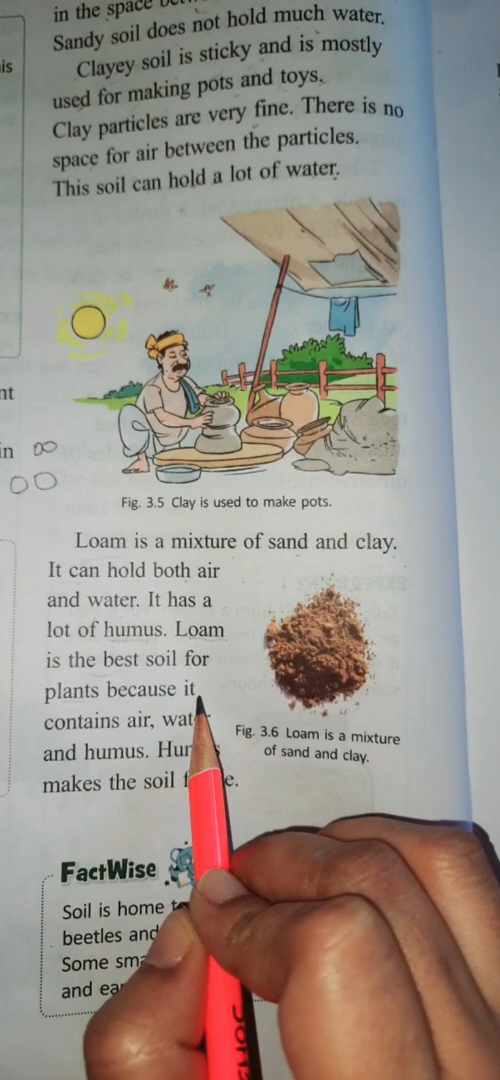 in the space
Sandy soil does not hold much water.
Clayey soil is sticky and is mostly
used for making pots and toys.
Clay particles are very fine. There is no
space for air between the particles.
This soil can hold a lot of water.
Fig. 3.5 Clay is used to make pots.
Loam is a mixture of sand and clay.
It can hold both air
and water. It has a
lot of humus. Loam
is the best soil for
plants because it
contains air,
and humus.
makes the soil
Fig. 3.6 Loam is a mixture
of sand and clay.
FactWise
Soil is home
beetles and
Some
and